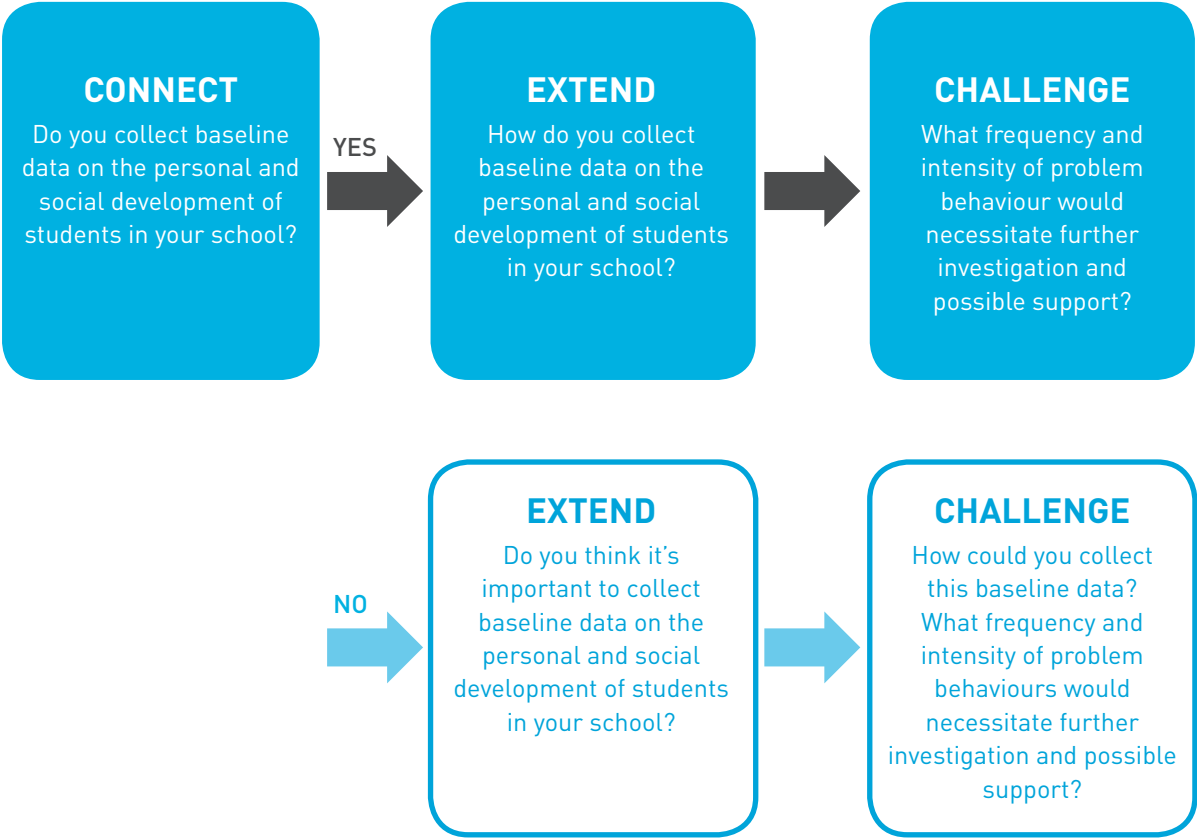 CONNECT
Do you collect baseline
data on the personal and
social development of
students in your school?
YES
EXTEND
How do you collect
baseline data on the
personal and social
development of students
in your school?
CHALLENGE
What frequency and
intensity of problem
behaviour would
necessitate further
investigation and
possible support?
NO
EXTEND
Do you think it’s
important to collect
baseline data on the
personal and social
development of students
in your school?
CHALLENGE
How could you collect
this baseline data?
What frequency and
intensity of problem
behaviours would
necessitate further
investigation and possible
support?